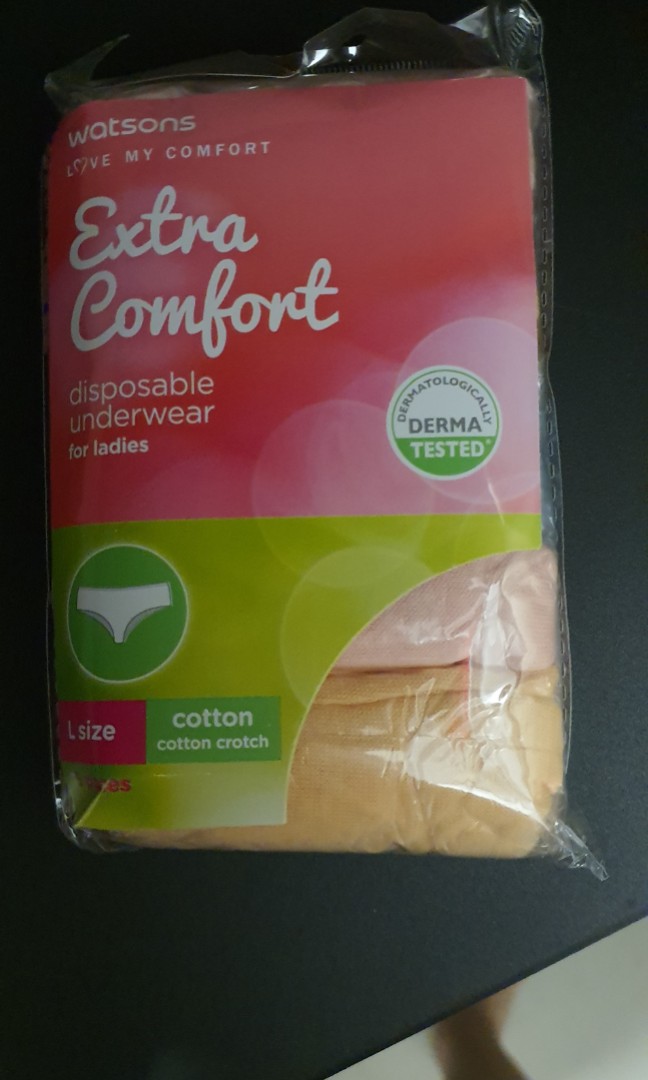 watsons
LOVE MY COMFORT
Extra
Comfort
disposable
underwear
for ladies
DERMATOLOGICALLY
DERMA
TESTED
L size
cotton
cotton crotch